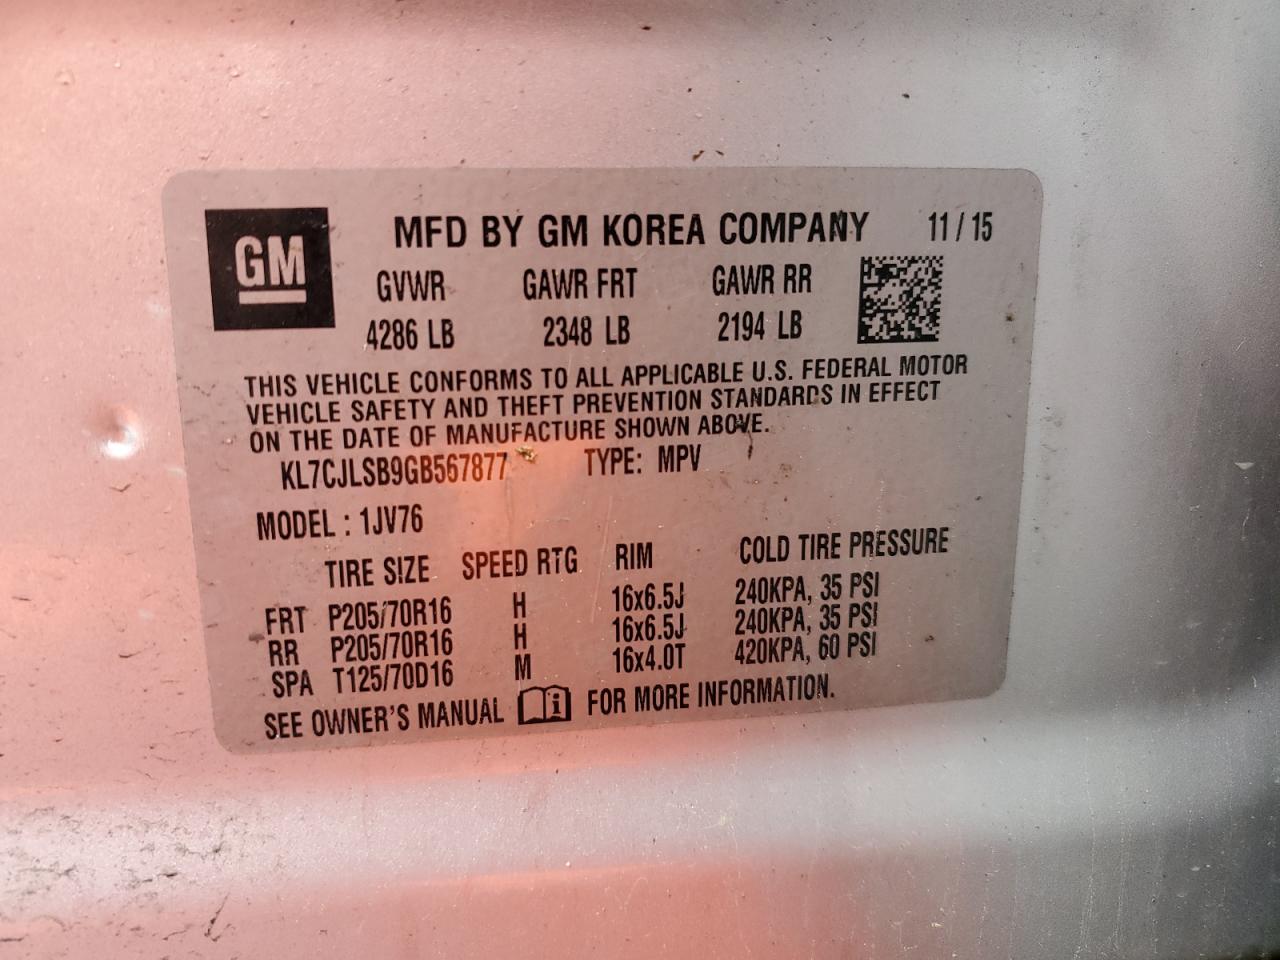 GM
MFD BY GM KOREA COMPANY 11 / 15
GVWR GAWR FRT GAWR RR
4286 LB 2348 LB 2194 LB
THIS VEHICLE CONFORMS TO ALL APPLICABLE U.S. FEDERAL MOTOR
VEHICLE SAFETY AND THEFT PREVENTION STANDARDS IN EFFECT
ON THE DATE OF MANUFACTURE SHOWN ABOVE.
KL7CJLSB9GB567877 TYPE: MPV
MODEL : 1JV76
TIRE SIZE SPEED RTG RIM COLD TIRE PRESSURE
FRT P205/70R16 H 16x6.5J 240KPA, 35 PSI
RR P205/70R16 H 16x6.5J 240KPA, 35 PSI
SPA T125/70D16 M 16x4.0T 420KPA, 60 PSI
SEE OWNER'S MANUAL i FOR MORE INFORMATION.